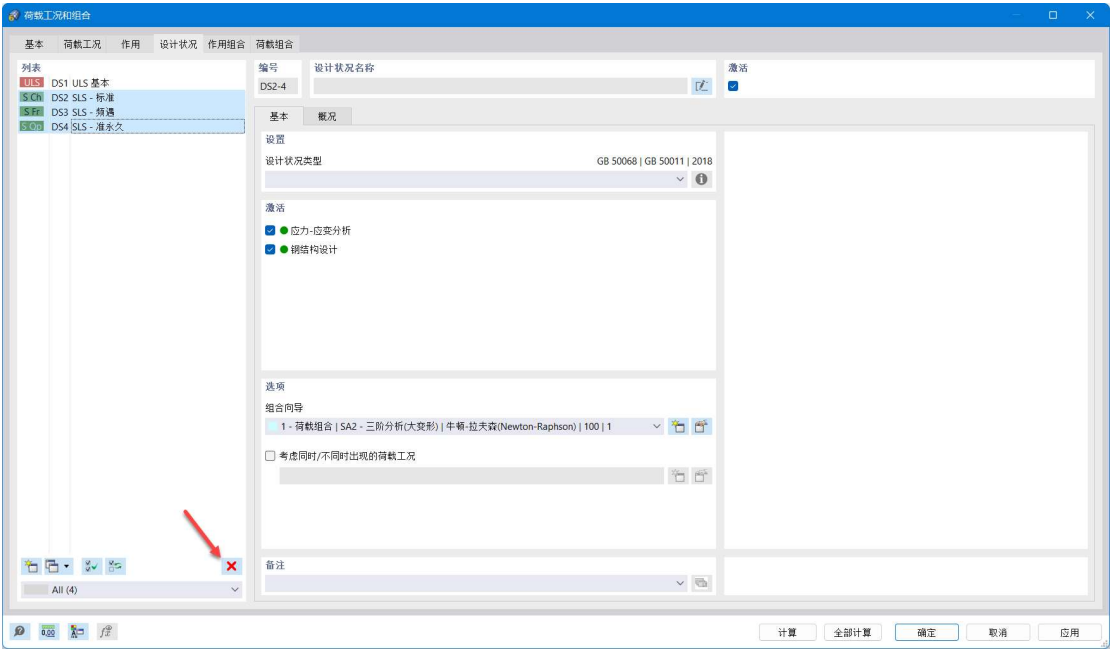 荷载工况和组合
基本 荷载工况 作用 设计状况 作用组合 荷载组合
列表
ULS DS1 ULS 基本
S Ch DS2 SLS - 标准
S Fr DS3 SLS - 频遇
S Qp DS4 SLS - 准永久
All (4)
编号
DS2-4
设计状况名称
激活
基本 概况
设置
设计状况类型 GB 50068 | GB 50011 | 2018
激活
应力-应变分析
钢结构设计
选项
组合向导
1 - 荷载组合 | SA2 - 三阶分析(大变形) | 牛顿-拉夫森(Newton-Raphson) | 100 | 1
考虑同时/不同时出现的荷载工况
备注
0,00
计算 全部计算 确定 取消 应用